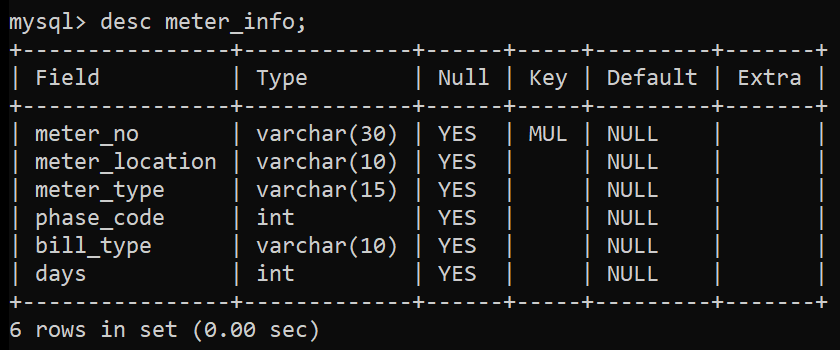 mysql> desc meter_info;
+----------------+-------------+------+-----+---------+-------+
| Field          | Type        | Null | Key | Default | Extra |
+----------------+-------------+------+-----+---------+-------+
| meter_no       | varchar(30) | YES  | MUL | NULL    |       |
| meter_location | varchar(10) | YES  |     | NULL    |       |
| meter_type     | varchar(15) | YES  |     | NULL    |       |
| phase_code     | int         | YES  |     | NULL    |       |
| bill_type      | varchar(10) | YES  |     | NULL    |       |
| days           | int         | YES  |     | NULL    |       |
+----------------+-------------+------+-----+---------+-------+
6 rows in set (0.00 sec)